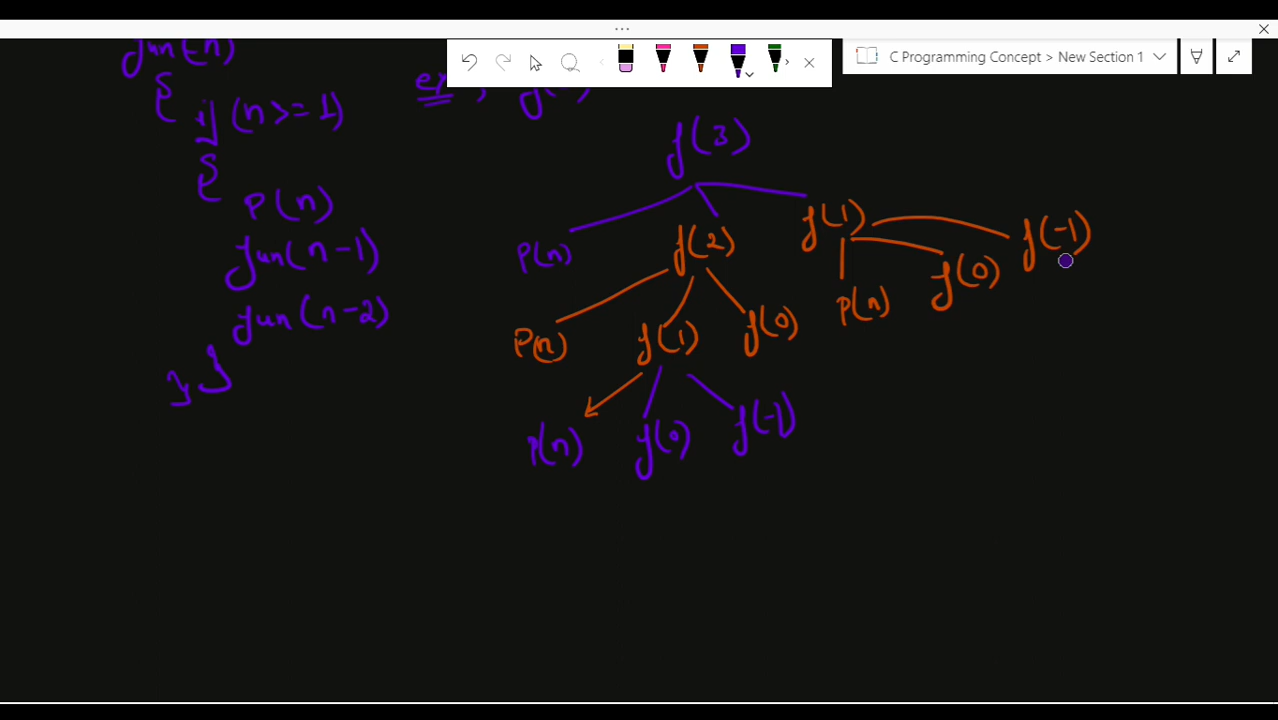 C Programming Concept > New Section 1
fun(n)
{
if (n >= 1)
{
P(n)
fun(n-1)
fun(n-2)
}}
ex,
f(3)
P(n) f(2) f(1) f(-1)
P(n) f(1) f(0) P(n) f(0)
P(n) f(0) f(-1)